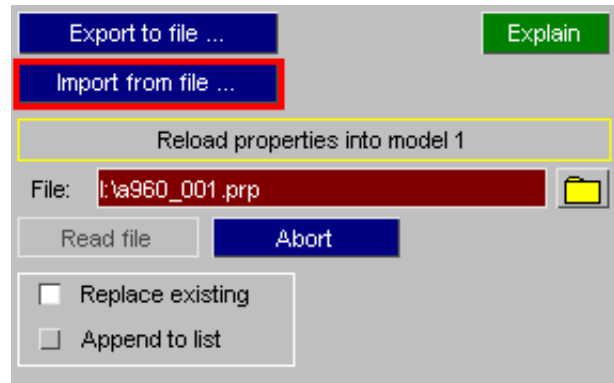 Export to file ...
Explain
Import from file ...
Reload properties into model 1
File: I:\a960_001.prp
Read file
Abort
Replace existing
Append to list